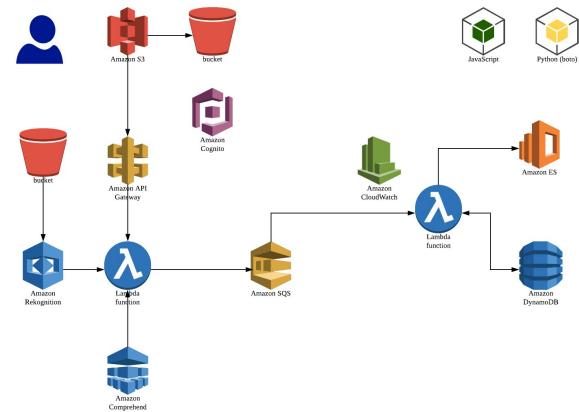 Amazon S3
bucket
JavaScript
Python (boto)
Amazon
Cognito
bucket
Amazon API
Gateway
Amazon
CloudWatch
Amazon ES
Lambda
function
Amazon
Rekognition
Lambda
function
Amazon SQS
Amazon
DynamoDB
Amazon
Comprehend